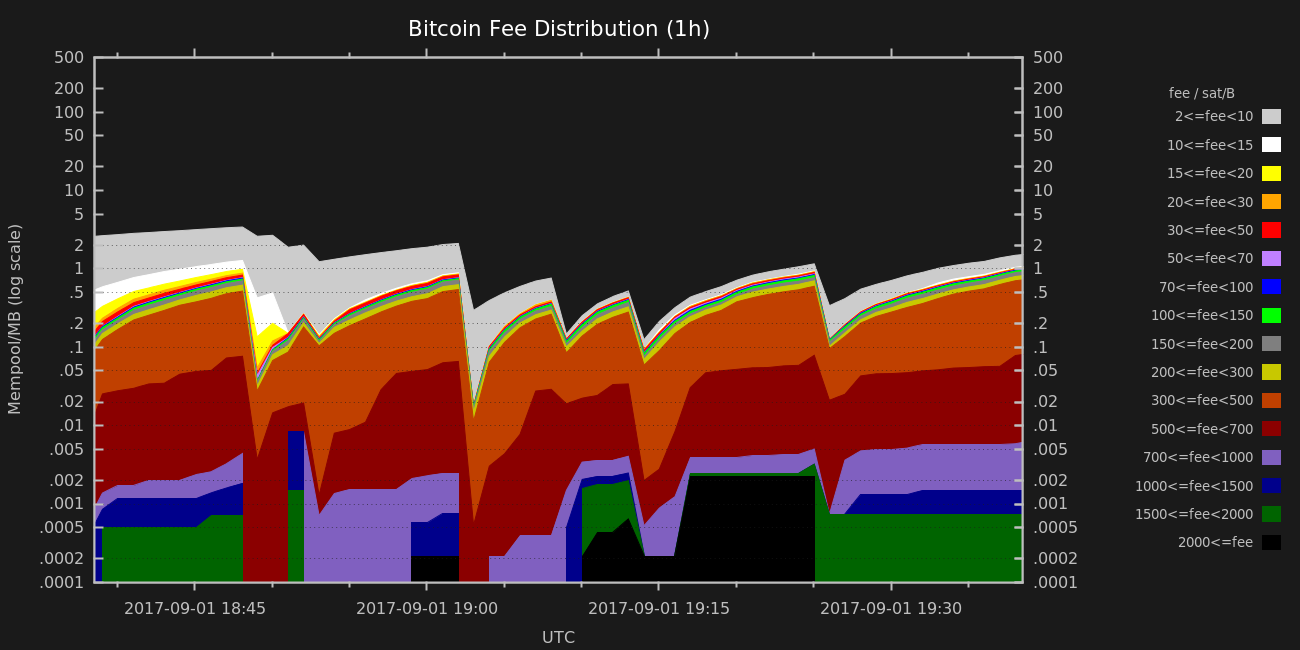 Bitcoin Fee Distribution (1h)
500 500
200 200
100 100
50 50
20 20
10 10
5 5
2 2
1 1
.5 .5
.2 .2
.1 .1
.05 .05
.02 .02
.01 .01
.005 .005
.002 .002
.001 .001
.0005 .0005
.0002 .0002
.0001 .0001
Mempool/MB (log scale)
2017-09-01 18:45 2017-09-01 19:00 2017-09-01 19:15 2017-09-01 19:30
UTC
fee / sat/B
2<=fee<10
10<=fee<15
15<=fee<20
20<=fee<30
30<=fee<50
50<=fee<70
70<=fee<100
100<=fee<150
150<=fee<200
200<=fee<300
300<=fee<500
500<=fee<700
700<=fee<1000
1000<=fee<1500
1500<=fee<2000
2000<=fee